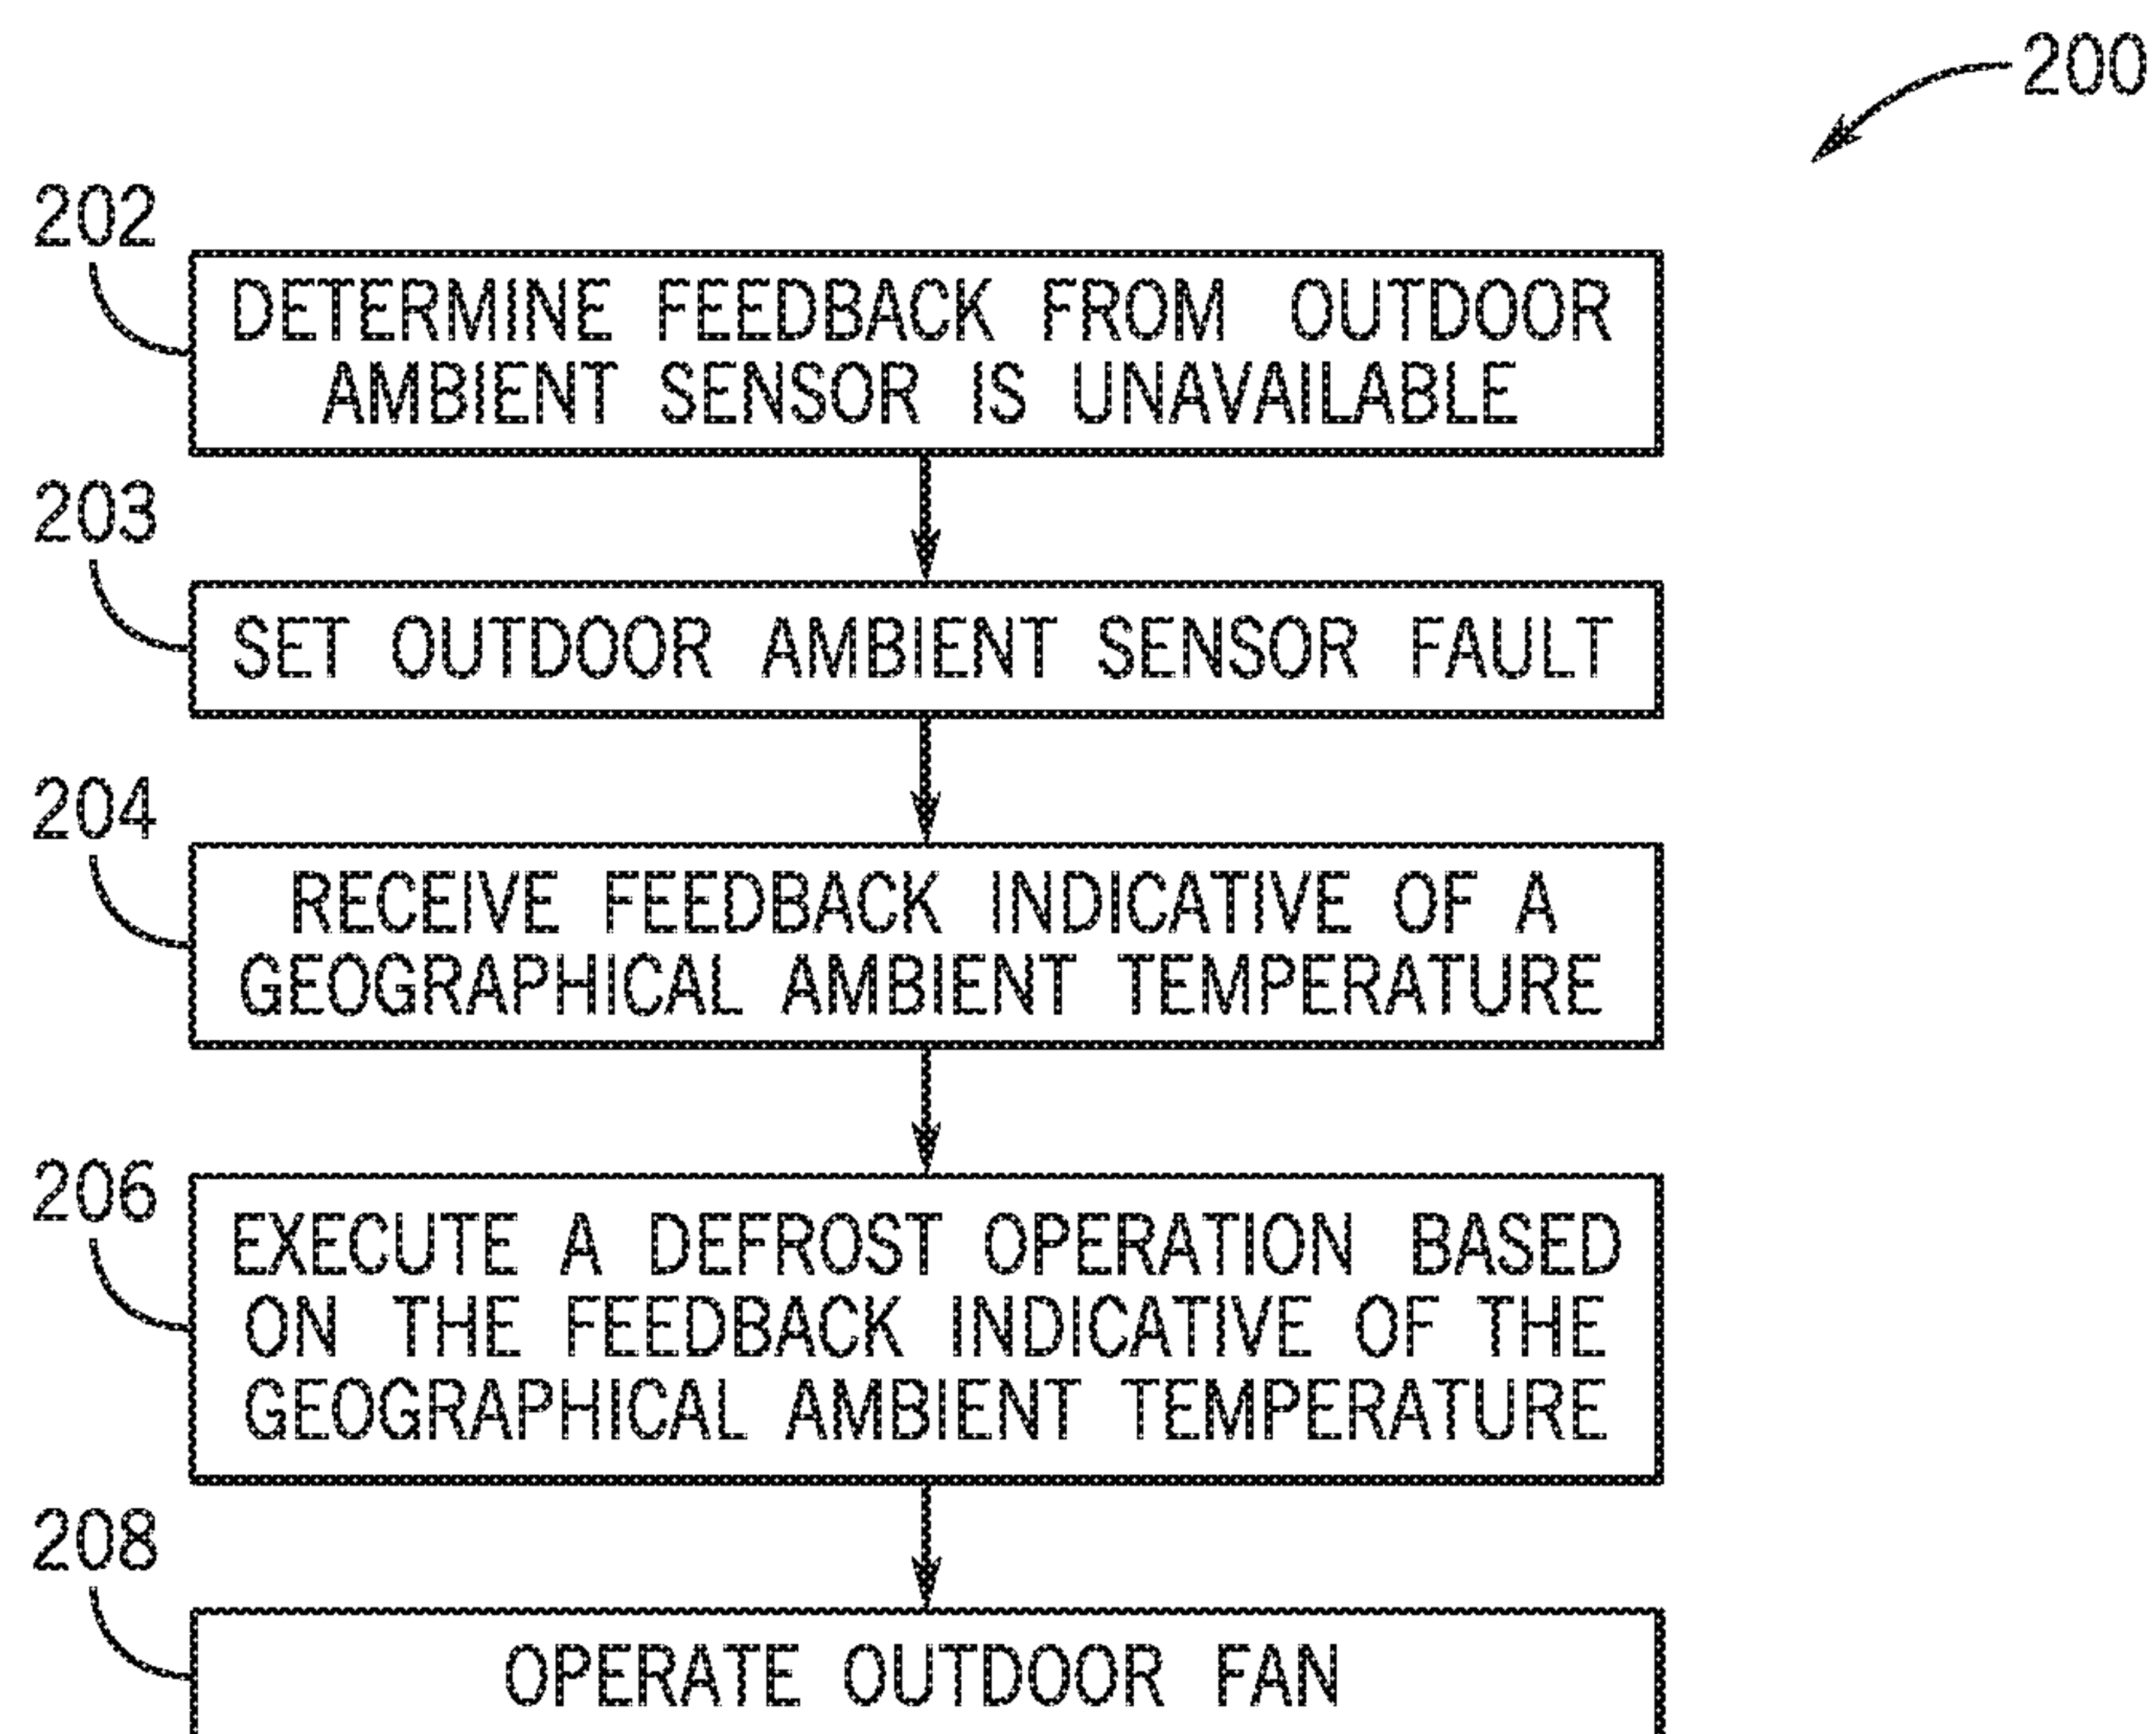 200
202
DETERMINE FEEDBACK FROM OUTDOOR
AMBIENT SENSOR IS UNAVAILABLE
203
SET OUTDOOR AMBIENT SENSOR FAULT
204
RECEIVE FEEDBACK INDICATIVE OF A
GEOGRAPHICAL AMBIENT TEMPERATURE
206
EXECUTE A DEFROST OPERATION BASED
ON THE FEEDBACK INDICATIVE OF THE
GEOGRAPHICAL AMBIENT TEMPERATURE
208
OPERATE OUTDOOR FAN